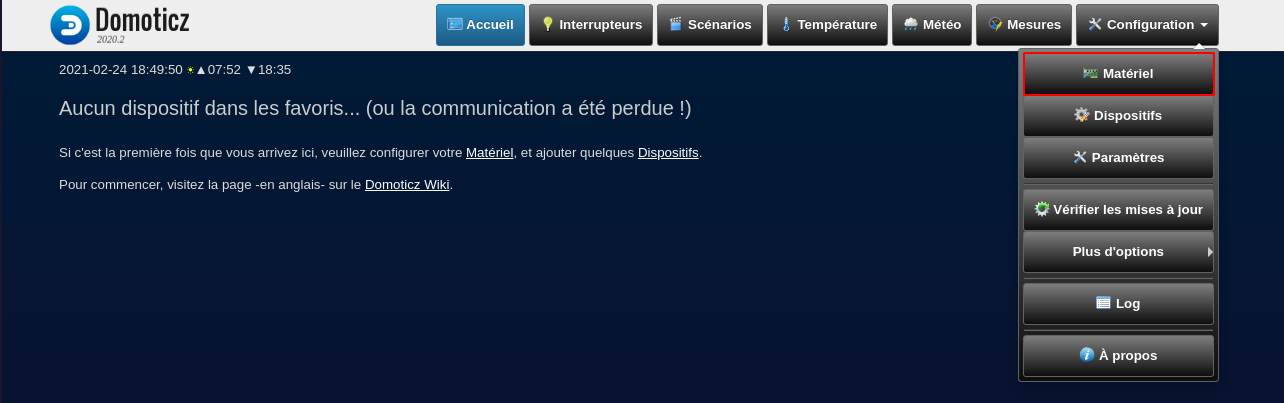 Domoticz
2020.2
Accueil Interrupteurs Scénarios Température Météo Mesures Configuration
2021-02-24 18:49:50 ☀▲07:52 ▼18:35
Aucun dispositif dans les favoris... (ou la communication a été perdue !)
Si c'est la première fois que vous arrivez ici, veuillez configurer votre Matériel, et ajouter quelques Dispositifs.
Pour commencer, visitez la page -en anglais- sur le Domoticz Wiki.
Matériel
Dispositifs
Paramètres
Vérifier les mises à jour
Plus d'options
Log
À propos